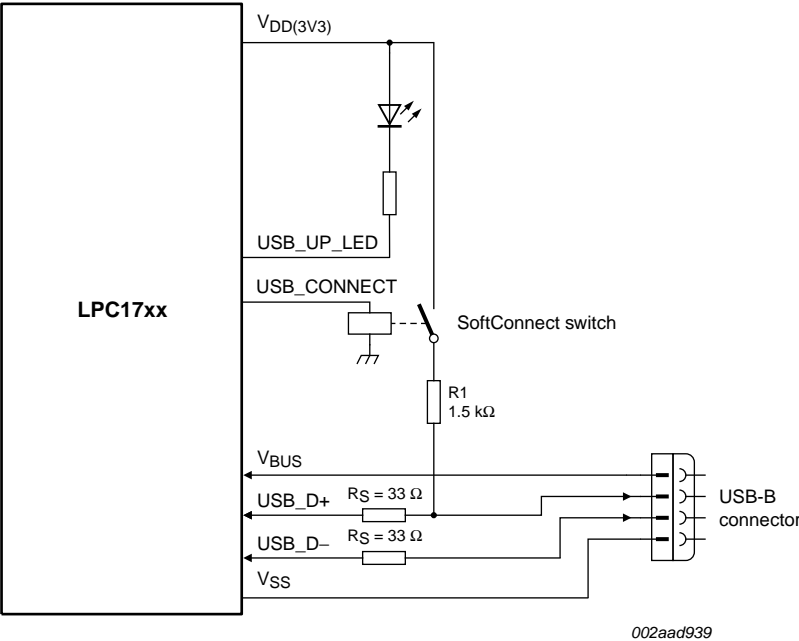 VDD(3V3)
USB_UP_LED
USB_CONNECT
LPC17xx
SoftConnect switch
R1
1.5 kΩ
VBUS
USB_D+
RS = 33 Ω
USB-B
connector
USB_D−
RS = 33 Ω
VSS
002aad939